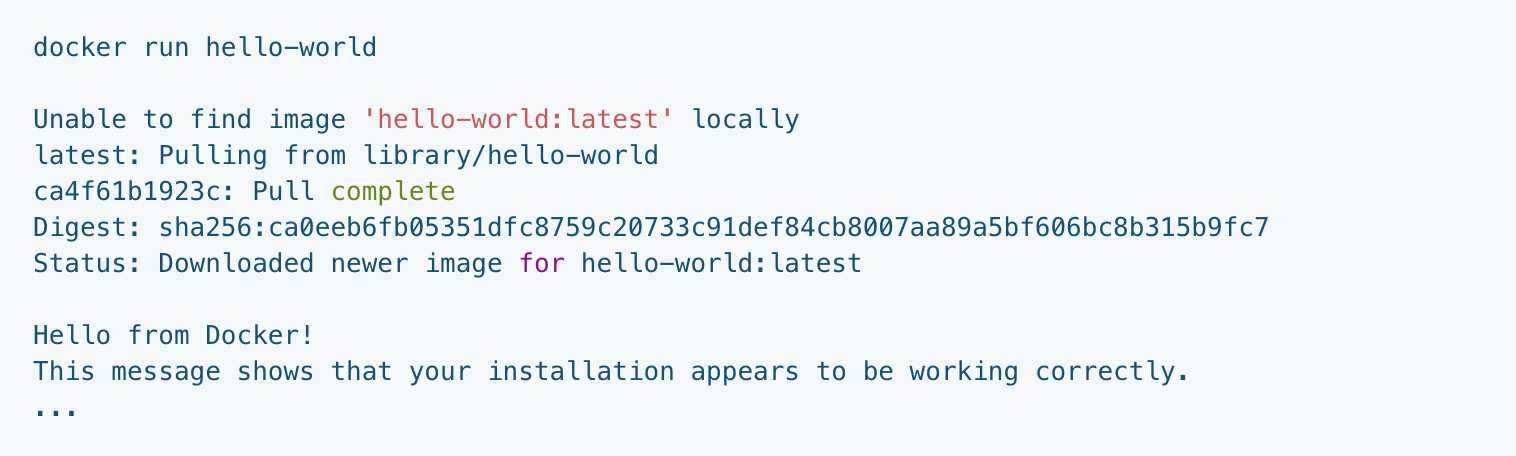 docker run hello-world
Unable to find image 'hello-world:latest' locally
latest: Pulling from library/hello-world
ca4f61b1923c: Pull complete
Digest: sha256:ca0eeb6fb05351dfc8759c20733c91def84cb8007aa89a5bf606bc8b315b9fc7
Status: Downloaded newer image for hello-world:latest
Hello from Docker!
This message shows that your installation appears to be working correctly.
...